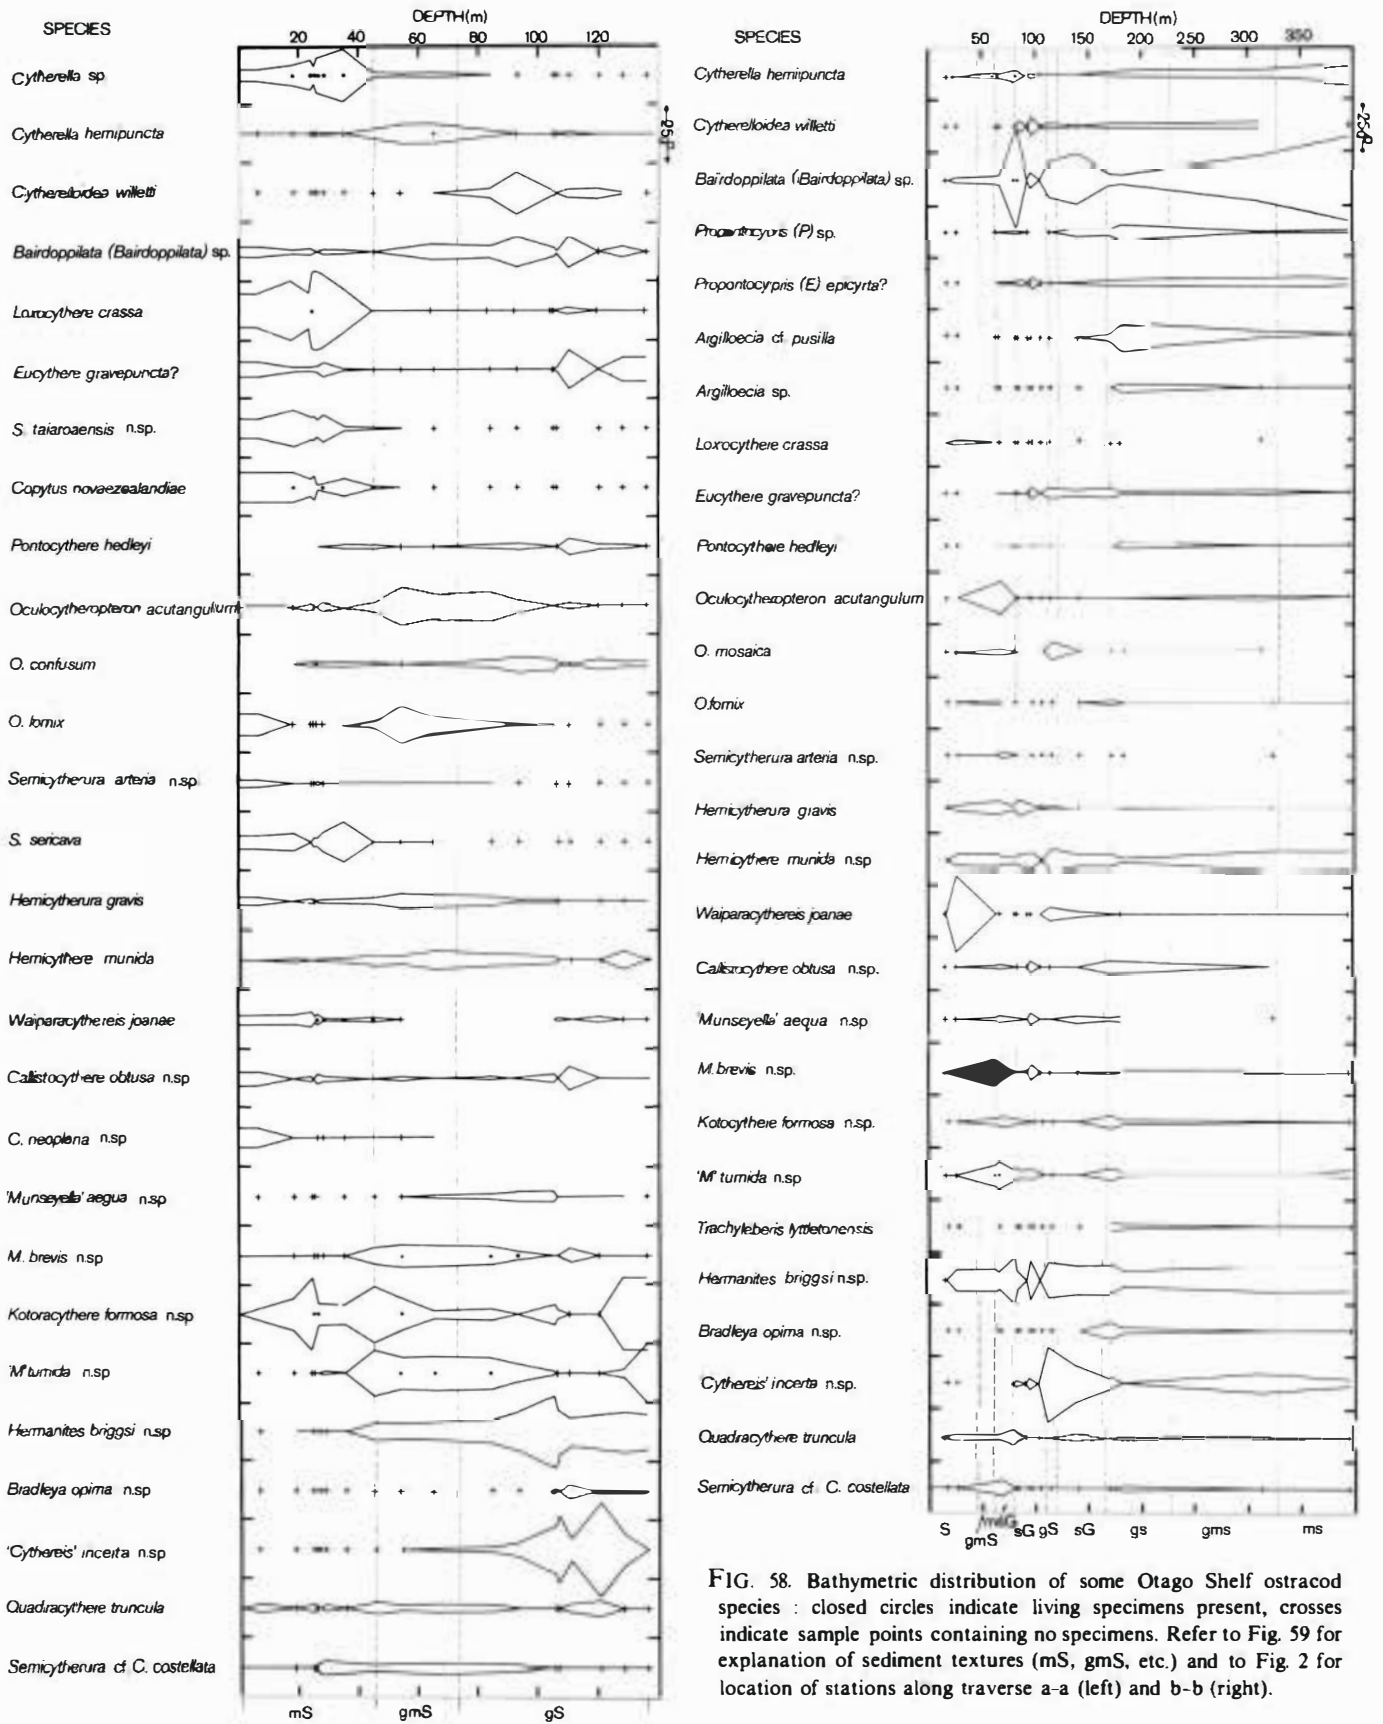 DEPTH(m)
SPECIES
20 40 60 80 100 120
Cytherella sp
Cytherella hemipuncta
Cytherelloidea willetti
Bairdoppilata (Bairdoppilata) sp.
Loxocythere crassa
Eucythere gravepuncta?
S. taiaroaensis n.sp.
Copytus novaezealandiae
Pontocythere hedleyi
Oculocytheropteron acutangulum
O. confusum
O. fornix
Semicytherura arteria n.sp
S. sericava
Hemicytherura gravis
Hemicythere munida
Waiparacythereis joanae
Callistocythere obtusa n.sp
C. neoplana n.sp
'Munseyella' aequa n.sp
M. brevis n.sp
Kotoracythere formosa n.sp
'M' tumida n.sp
Hermanites briggsi n.sp
Bradleya opima n.sp
'Cythereis' incerta n.sp
Quadracythere truncula
Semicytherura cf C. costellata
mS gmS gS
25%
DEPTH(m)
SPECIES
50 100 150 200 250 300 350
Cytherella hemipuncta
Cytherelloidea willetti
Bairdoppilata (Bairdoppilata) sp.
Propontocypris (P) sp.
Propontocypris (E) epicyrta?
Argilloecia cf pusilla
Argilloecia sp.
Loxocythere crassa
Eucythere gravepuncta?
Pontocythere hedleyi
Oculocytheropteron acutangulum
O. mosaica
O.fornix
Semicytherura arteria n.sp.
Hemicytherura gravis
Hemicythere munida n.sp
Waiparacythereis joanae
Callistocythere obtusa n.sp.
'Munseyella' aequa n.sp
M. brevis n.sp.
Kotocythere formosa n.sp.
'M' tumida n.sp
Trachyleberis lyttletonensis
Hermanites briggsi n.sp.
Bradleya opima n.sp.
'Cythereis' incerta n.sp.
Quadracythere truncula
Semicytherura cf C. costellata
S gmS msG sG gS sG gs gms ms
25%
FIG. 58. Bathymetric distribution of some Otago Shelf ostracod
species : closed circles indicate living specimens present, crosses
indicate sample points containing no specimens. Refer to Fig. 59 for
explanation of sediment textures (mS, gmS, etc.) and to Fig. 2 for
location of stations along traverse a-a (left) and b-b (right).